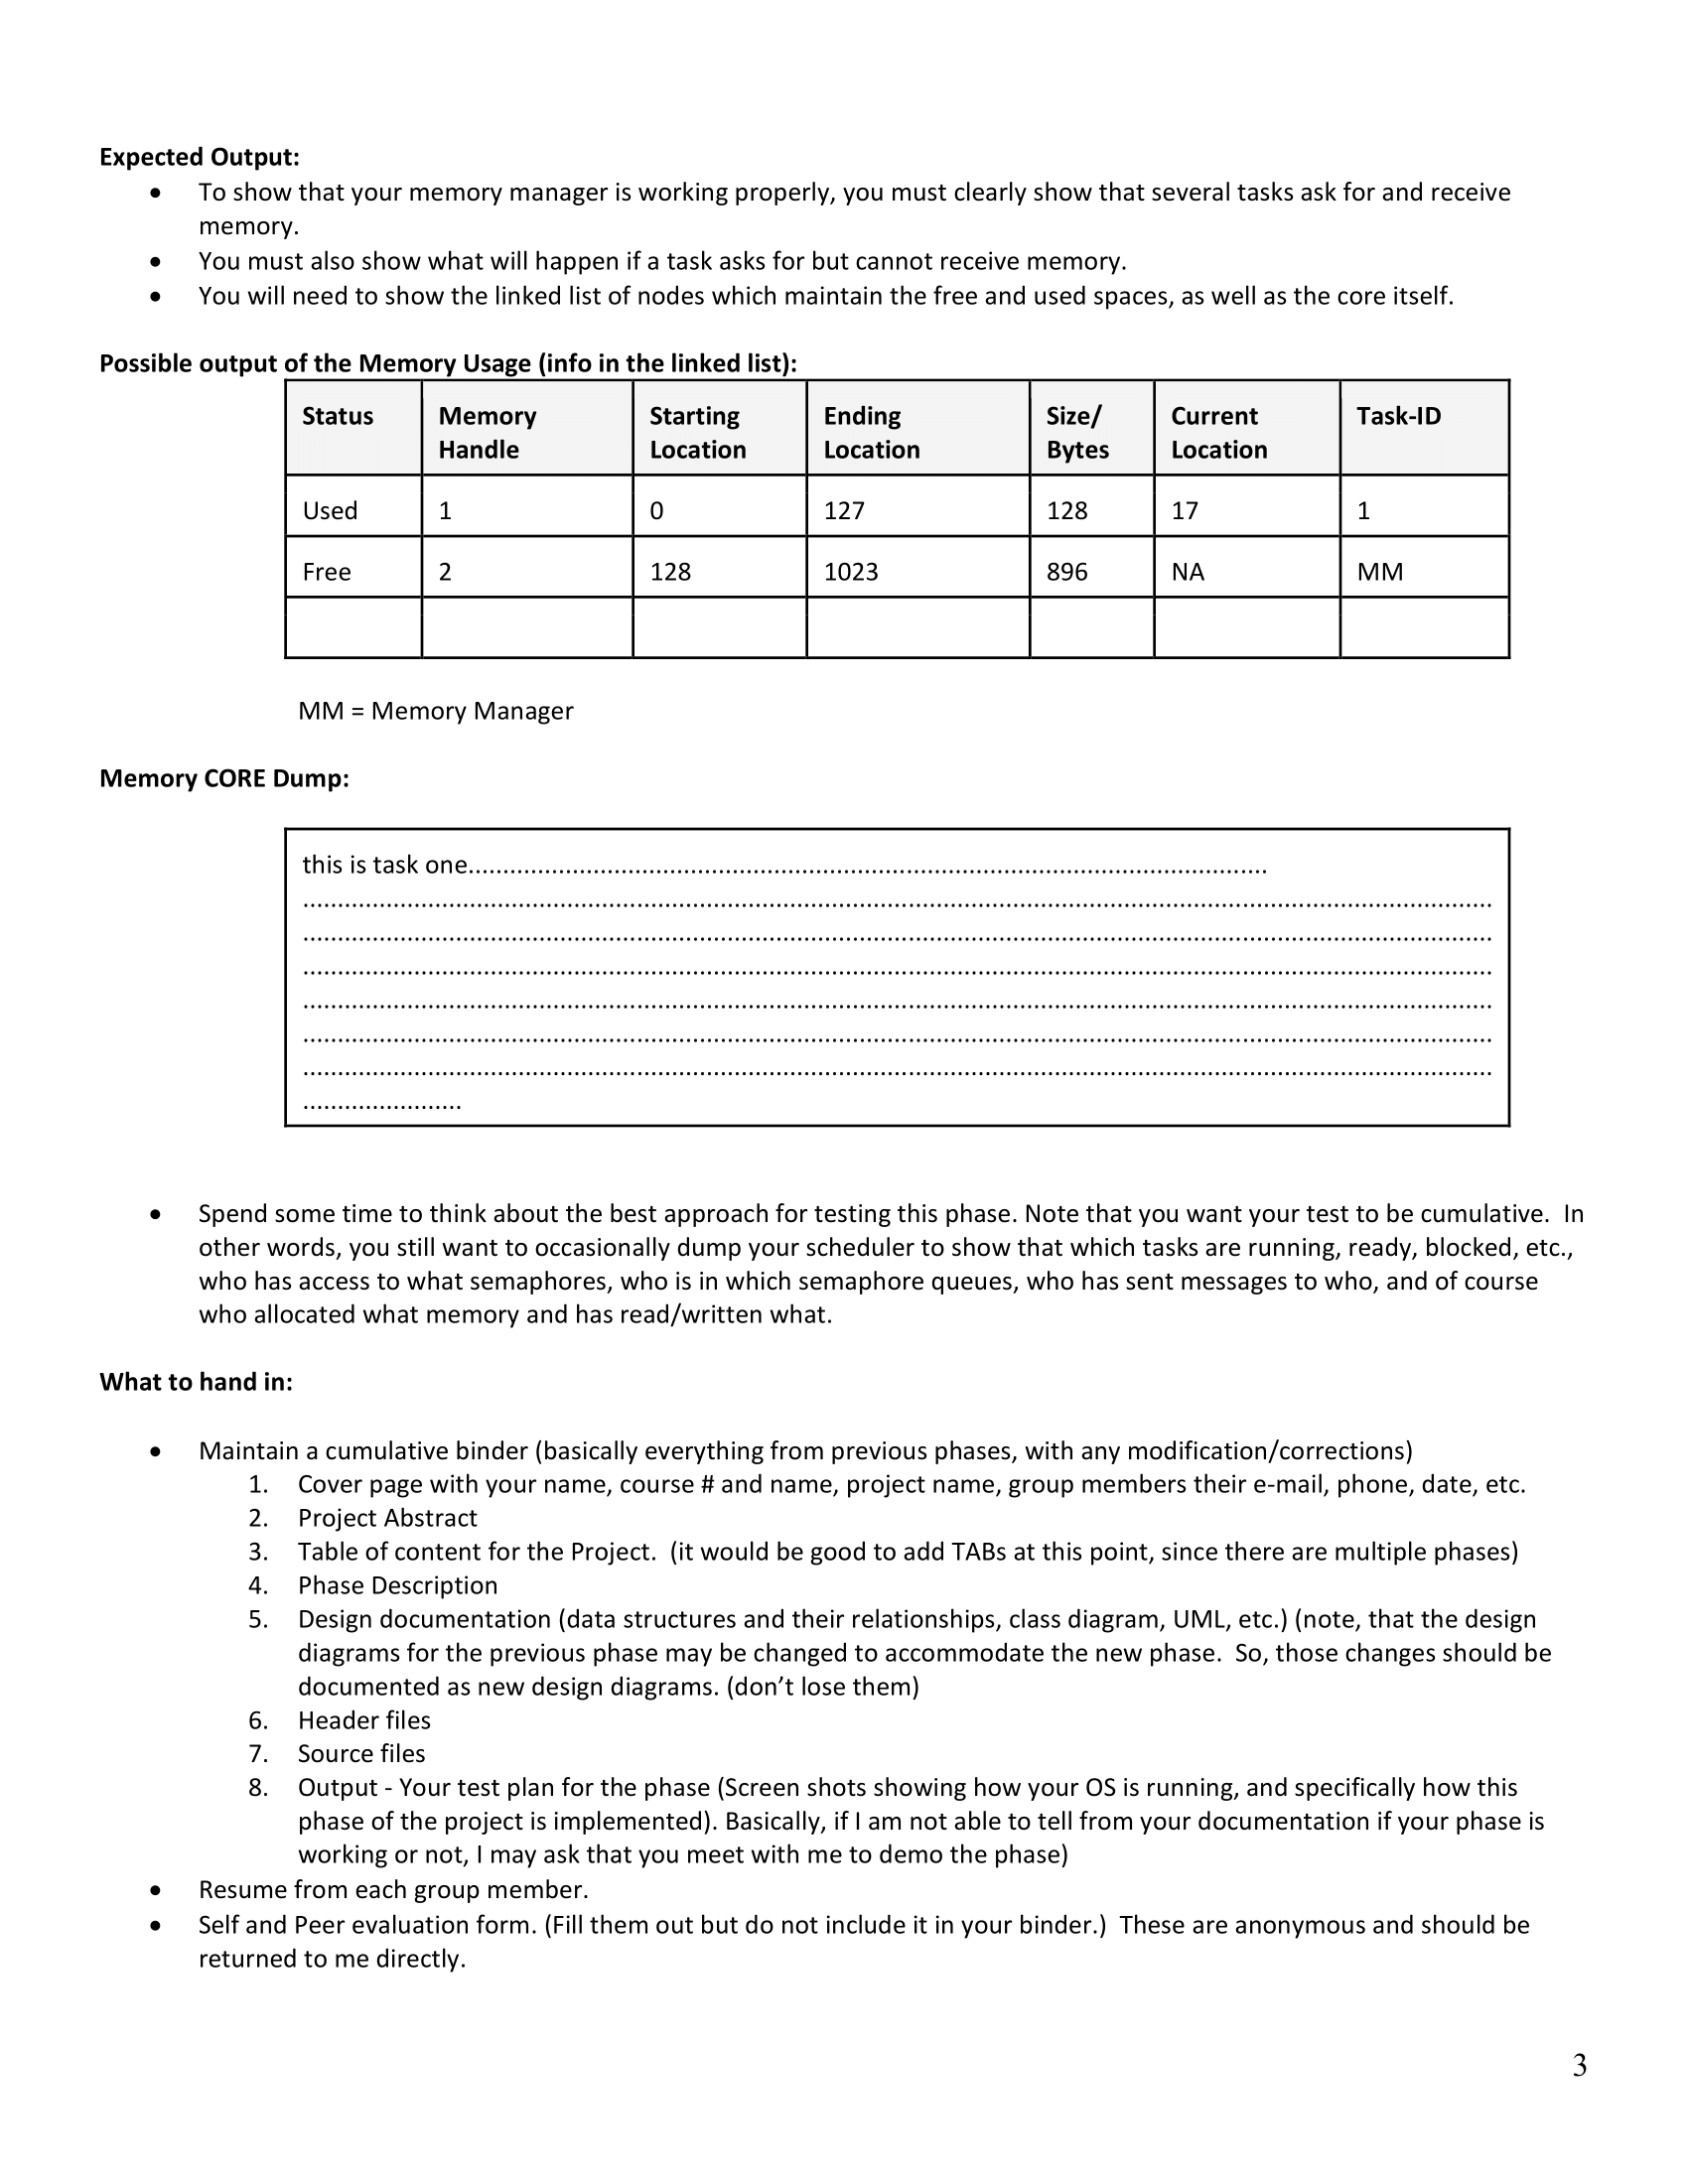 Expected Output:
• To show that your memory manager is working properly, you must clearly show that several tasks ask for and receive
memory.
• You must also show what will happen if a task asks for but cannot receive memory.
• You will need to show the linked list of nodes which maintain the free and used spaces, as well as the core itself.
Possible output of the Memory Usage (info in the linked list):
Status Memory Handle Starting Location Ending Location Size/ Bytes Current Location Task-ID
Used 1 0 127 128 17 1
Free 2 128 1023 896 NA MM
MM = Memory Manager
Memory CORE Dump:
this is task one...................................................................................................................
...........................................................................................................................................................................
...........................................................................................................................................................................
...........................................................................................................................................................................
...........................................................................................................................................................................
...........................................................................................................................................................................
...........................................................................................................................................................................
.......................
• Spend some time to think about the best approach for testing this phase. Note that you want your test to be cumulative.  In
other words, you still want to occasionally dump your scheduler to show that which tasks are running, ready, blocked, etc.,
who has access to what semaphores, who is in which semaphore queues, who has sent messages to who, and of course
who allocated what memory and has read/written what.
What to hand in:
• Maintain a cumulative binder (basically everything from previous phases, with any modification/corrections)
1. Cover page with your name, course # and name, project name, group members their e-mail, phone, date, etc.
2. Project Abstract
3. Table of content for the Project.  (it would be good to add TABs at this point, since there are multiple phases)
4. Phase Description
5. Design documentation (data structures and their relationships, class diagram, UML, etc.) (note, that the design
diagrams for the previous phase may be changed to accommodate the new phase.  So, those changes should be
documented as new design diagrams. (don’t lose them)
6. Header files
7. Source files
8. Output - Your test plan for the phase (Screen shots showing how your OS is running, and specifically how this
phase of the project is implemented). Basically, if I am not able to tell from your documentation if your phase is
working or not, I may ask that you meet with me to demo the phase)
• Resume from each group member.
• Self and Peer evaluation form. (Fill them out but do not include it in your binder.)  These are anonymous and should be
returned to me directly.
3